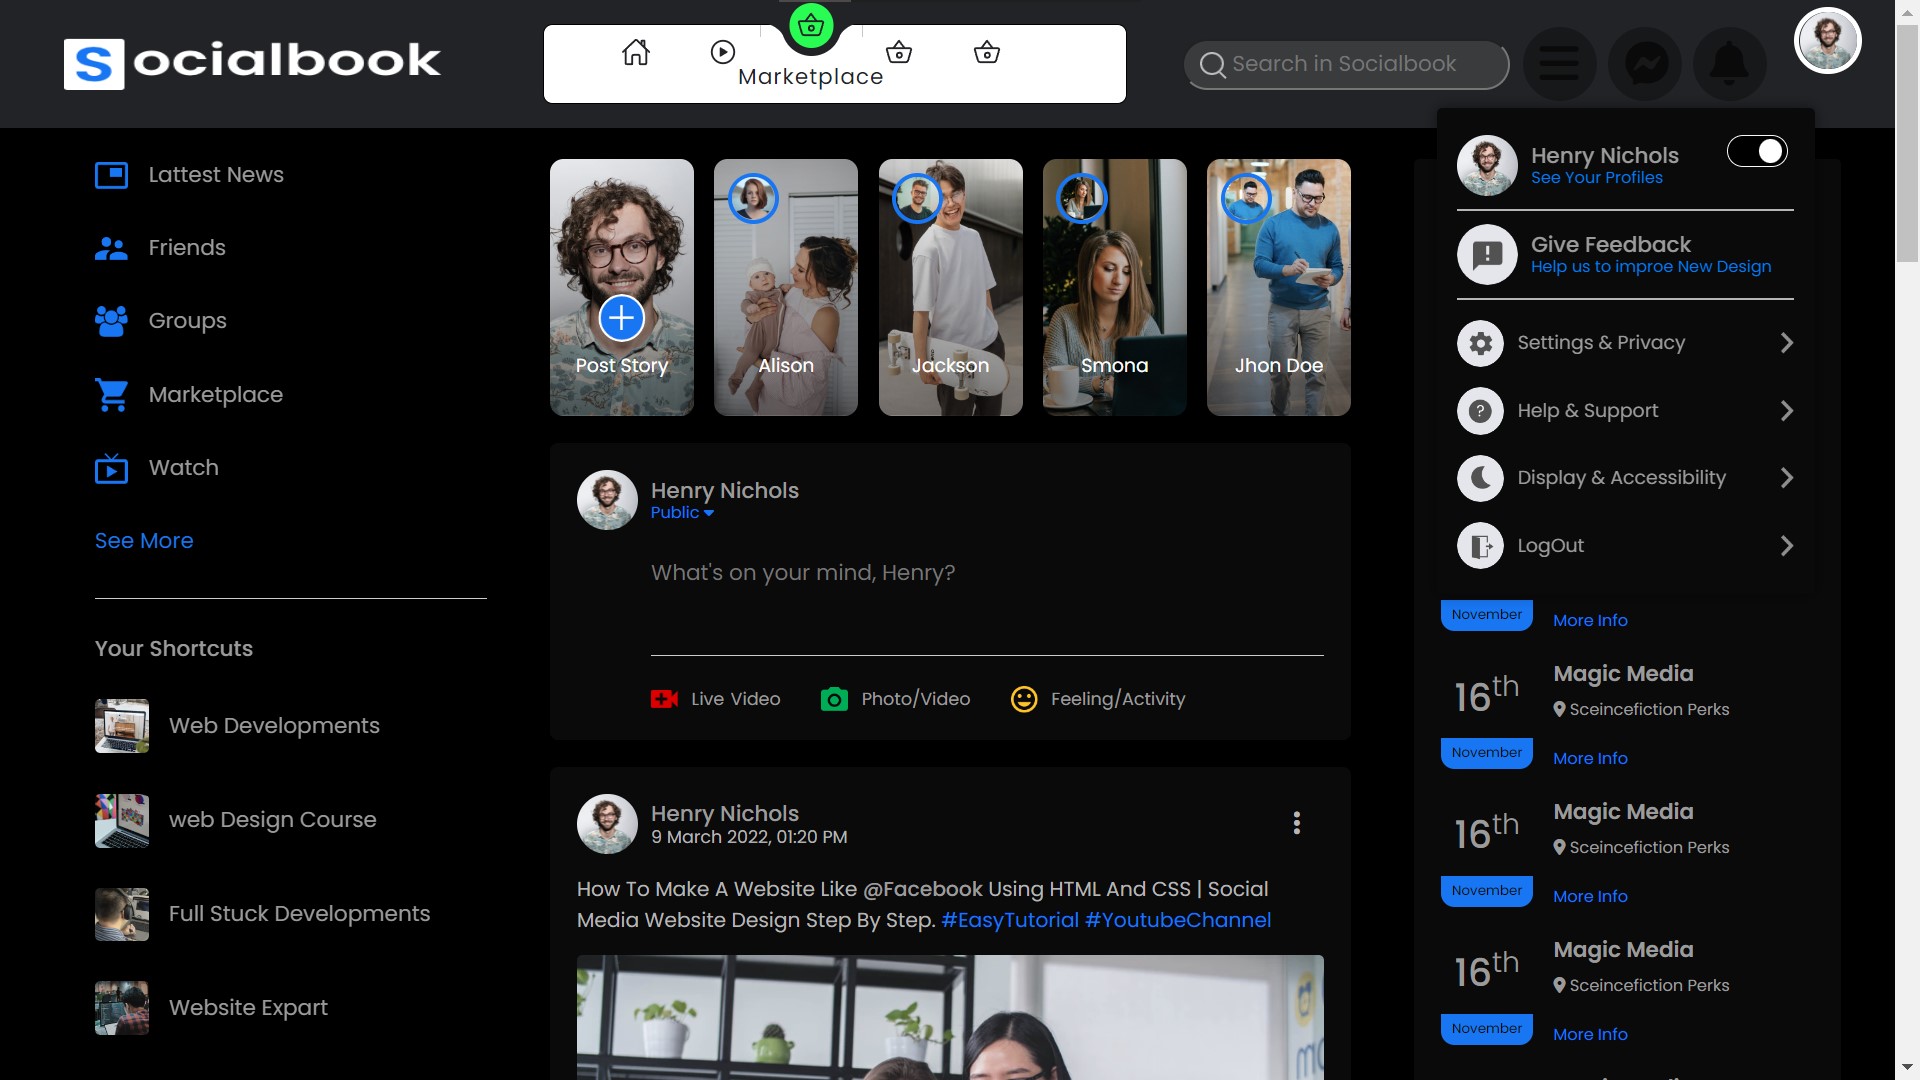 Socialbook
Marketplace
Search in Socialbook
Lattest News
Friends
Groups
Marketplace
Watch
See More
Your Shortcuts
Web Developments
web Design Course
Full Stuck Developments
Website Expart
Post Story
Alison
Jackson
Smona
Jhon Doe
Henry Nichols
Public
What's on your mind, Henry?
Live Video
Photo/Video
Feeling/Activity
Henry Nichols
9 March 2022, 01:20 PM
How To Make A Website Like @Facebook Using HTML And CSS | Social
Media Website Design Step By Step. #EasyTutorial #YoutubeChannel
Henry Nichols
See Your Profiles
Give Feedback
Help us to improe New Design
Settings & Privacy
Help & Support
Display & Accessibility
LogOut
November
More Info
16th
Magic Media
Sceincefiction Perks
November
More Info
16th
Magic Media
Sceincefiction Perks
November
More Info
16th
Magic Media
Sceincefiction Perks
November
More Info